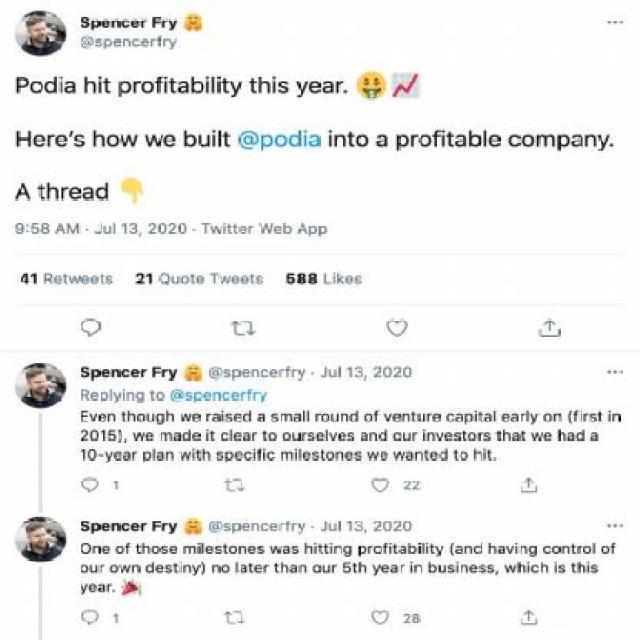 Spencer Fry 🤗
@spencerfry
Podia hit profitability this year. 🤑 📈
Here's how we built @podia into a profitable company.
A thread 👇
9:58 AM · Jul 13, 2020 · Twitter Web App
41 Retweets 21 Quote Tweets 588 Likes
Spencer Fry 🤗 @spencerfry · Jul 13, 2020
Replying to @spencerfry
Even though we raised a small round of venture capital early on (first in
2015), we made it clear to ourselves and our investors that we had a
10-year plan with specific milestones we wanted to hit.
1 22
Spencer Fry 🤗 @spencerfry · Jul 13, 2020
One of those milestones was hitting profitability (and having control of
our own destiny) no later than our 5th year in business, which is this
year. 🎉
1 28